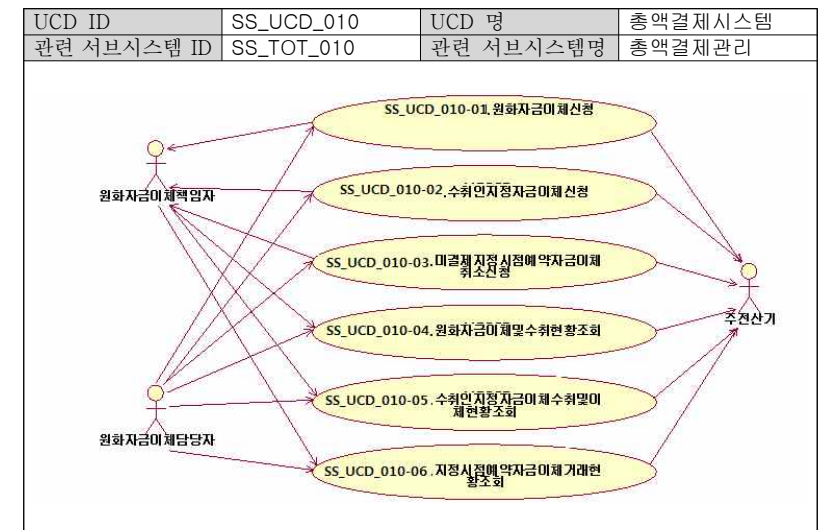 UCD ID SS_UCD_010 UCD 명 총액결제시스템
관련 서브시스템 ID SS_TOT_010 관련 서브시스템명 총액결제관리
SS_UCD_010-01.원화자금이체신청
원화자금이체책임자
SS_UCD_010-02.수취인지정자금이체신청
SS_UCD_010-03.미결제지정시점예약자금이체
취소신청
주전산기
SS_UCD_010-04.원화자금이체및수취현황조회
SS_UCD_010-05.수취인지정자금이체수취및이
체현황조회
원화자금이체담당자
SS_UCD_010-06.지정시점예약자금이체거래현
황조회